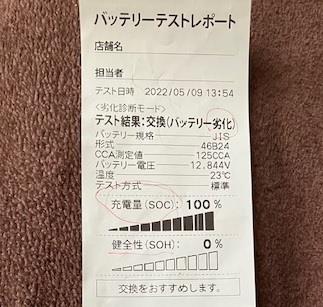 バッテリーテストレポート
店舗名
担当者
テスト日時 2022/05/09 13:54
<劣化診断モード>
テスト結果:交換(バッテリー劣化)
バッテリー規格 JIS
形式 46B24
CCA測定値 125CCA
バッテリー電圧 12.844V
温度 23℃
テスト方式 標準
充電量(SOC): 100 %
健全性(SOH): 0 %
交換をおすすめします。